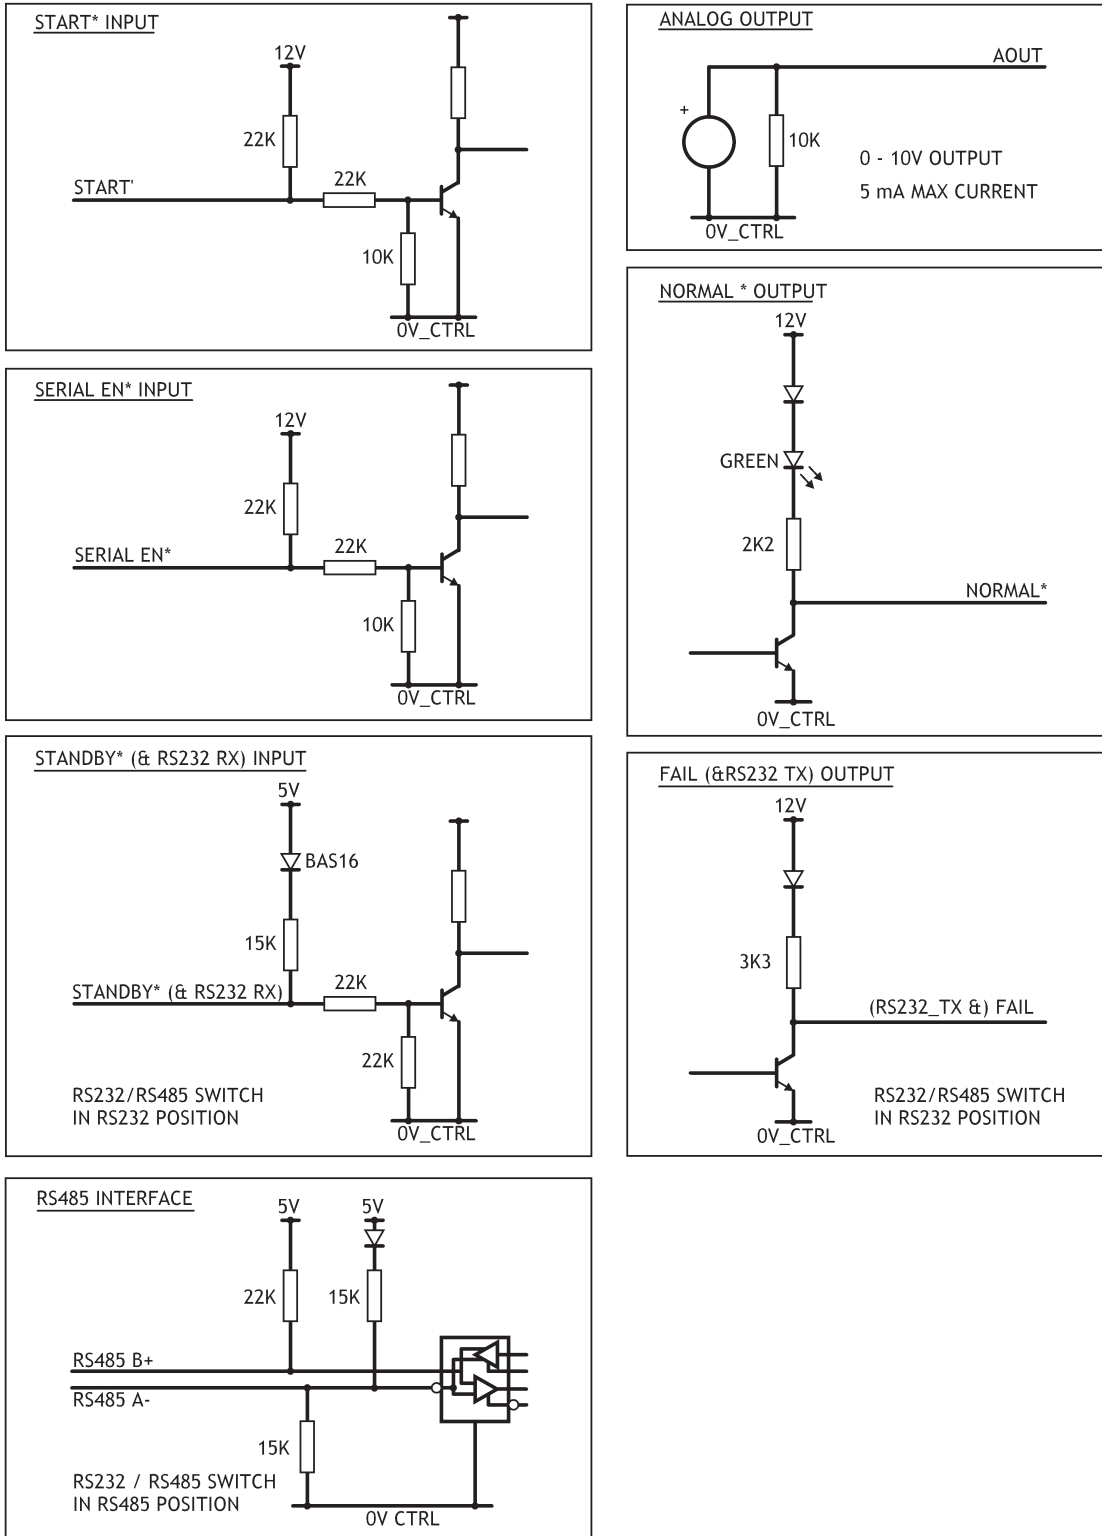 START* INPUT
12V
22K
START'
22K
10K
0V_CTRL
SERIAL EN* INPUT
12V
22K
SERIAL EN*
22K
10K
0V_CTRL
STANDBY* (& RS232 RX) INPUT
5V
BAS16
15K
STANDBY* (& RS232 RX)
22K
22K
RS232/RS485 SWITCH
IN RS232 POSITION
0V_CTRL
RS485 INTERFACE
5V
5V
22K
15K
RS485 B+
RS485 A-
15K
RS232 / RS485 SWITCH
IN RS485 POSITION
0V CTRL
ANALOG OUTPUT
AOUT
+
10K
0 - 10V OUTPUT
5 mA MAX CURRENT
0V_CTRL
NORMAL * OUTPUT
12V
GREEN
2K2
NORMAL*
0V_CTRL
FAIL (&RS232 TX) OUTPUT
12V
3K3
(RS232_TX &) FAIL
RS232/RS485 SWITCH
IN RS232 POSITION
0V_CTRL